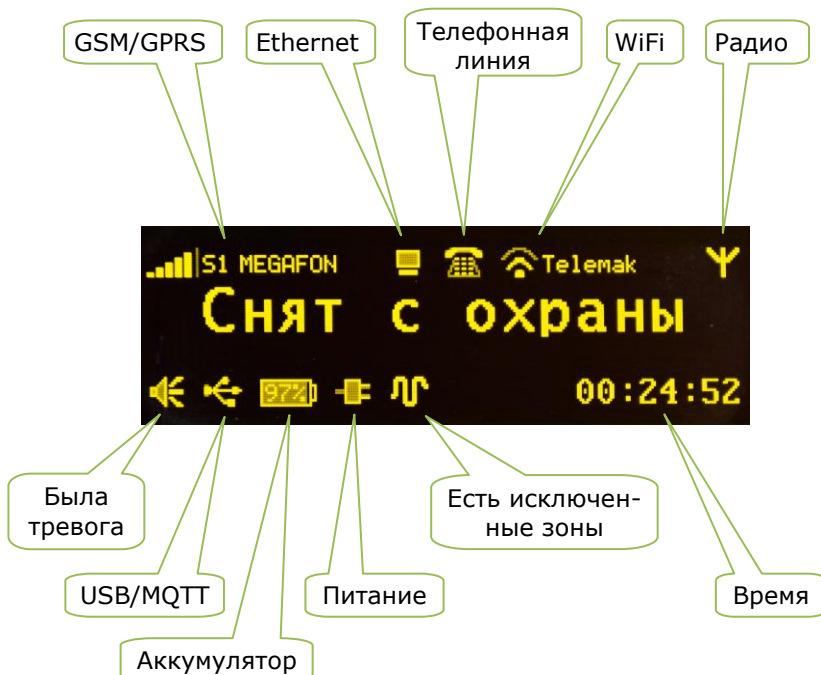 GSM/GPRS
Ethernet
Телефонная
линия
WiFi
Радио
S1 MEGAFON
Telemak
Снят с охраны
97%
00:24:52
Была
тревога
Есть исключен-
ные зоны
USB/MQTT
Питание
Время
Аккумулятор